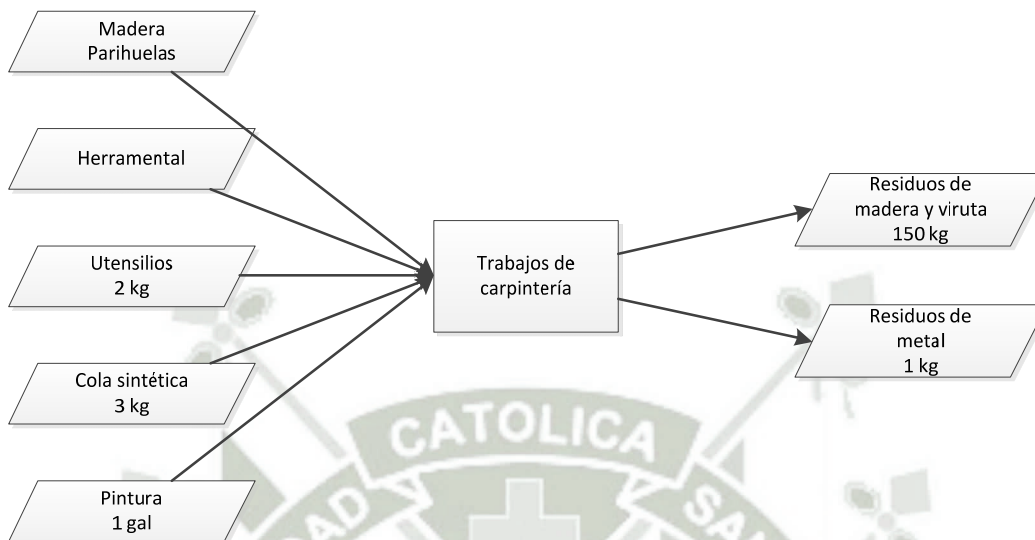 Madera
Parihuelas
Herramental
Utensilios
2 kg
Cola sintética
3 kg
Pintura
1 gal
Trabajos de
carpintería
Residuos de
madera y viruta
150 kg
Residuos de
metal
1 kg
CATOLICA